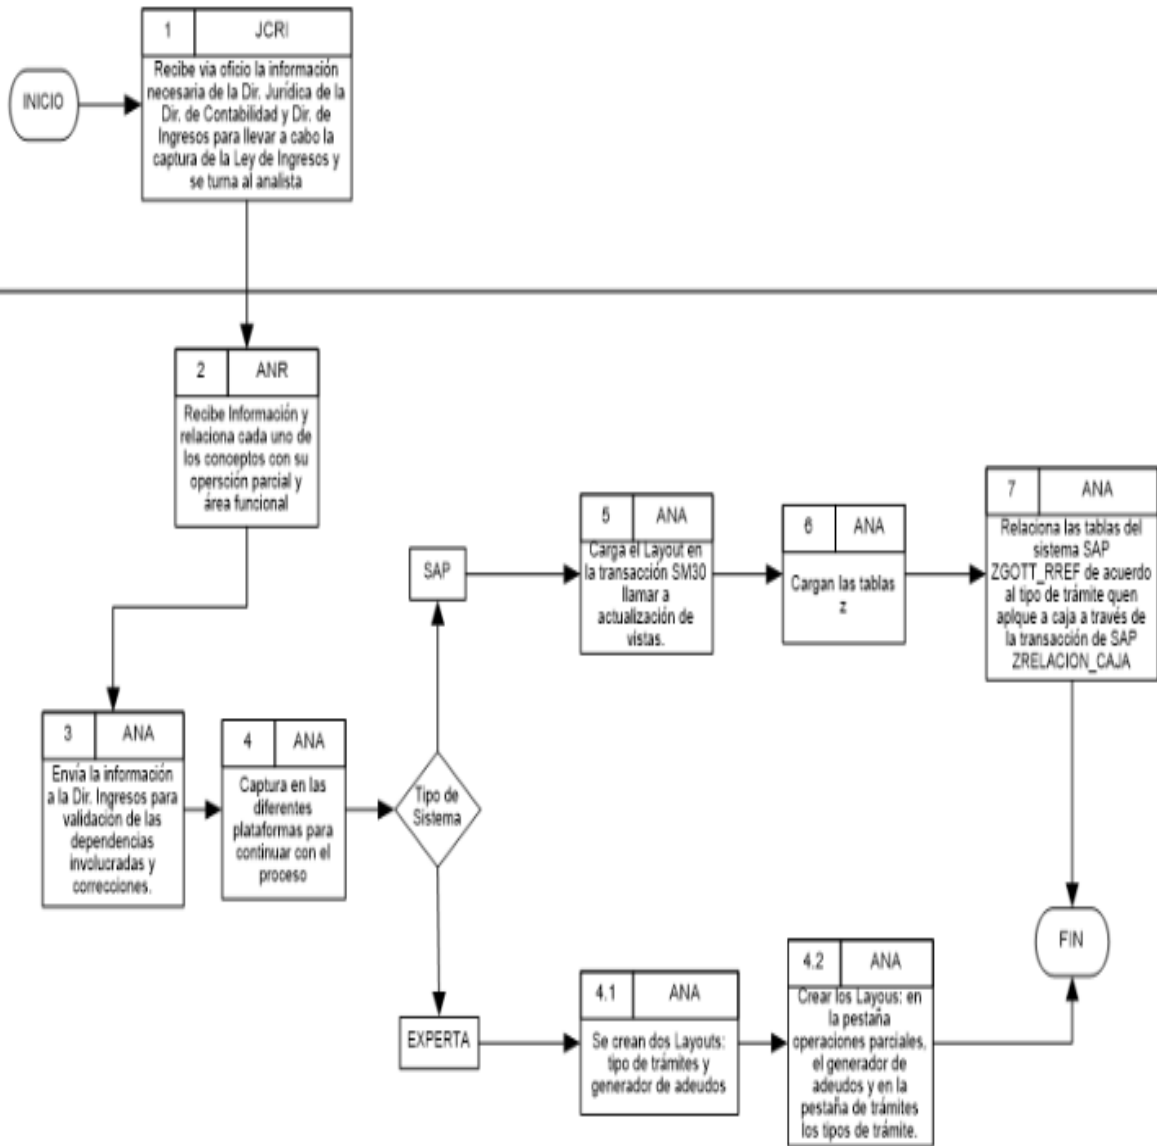 1 JCRI
INICIO
Recibe via oficio la información
necesaria de la Dir. Jurídica de la
Dir. de Contabilidad y Dir. de
Ingresos para llevar a cabo la
captura de la Ley de Ingresos y
se turna al analista
2 ANR
Recibe Información y
relaciona cada uno de
los conceptos con su
opersción parcial y
área funcional
3 ANA
Envía la información
a la Dir. Ingresos para
validación de las
dependencias
involucradas y
correcciones.
4 ANA
Captura en las
diferentes
plataformas para
continuar con el
proceso
Tipo de
Sistema
SAP
5 ANA
Carga el Layout en
la transacción SM30
llamar a
actualización de
vistas.
6 ANA
Cargan las tablas
z
7 ANA
Relaciona las tablas del
sistema SAP
ZGOTT_RREF de acuerdo
al tipo de trámite quen
aplque a caja a través de
la transacción de SAP
ZRELACION_CAJA
EXPERTA
4.1 ANA
Se crean dos Layouts:
tipo de trámites y
generador de adeudos
4.2 ANA
Crear los Layous: en
la pestaña
operaciones parciales,
el generador de
adeudos y en la
pestaña de trámites
los tipos de trámite.
FIN